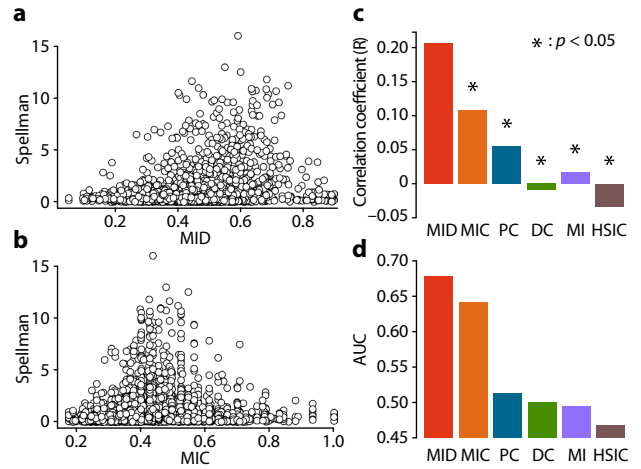 a
Spellman
15
10
5
0
0.2 0.4 0.6 0.8
MID
b
Spellman
15
10
5
0
0.2 0.4 0.6 0.8 1.0
MIC
c
Correlation coefficient (R)
0.20
0.15
0.10
0.05
0
−0.05
* : p < 0.05
*
*
*
*
*
MID MIC PC DC MI HSIC
d
AUC
0.70
0.65
0.60
0.55
0.50
0.45
MID MIC PC DC MI HSIC